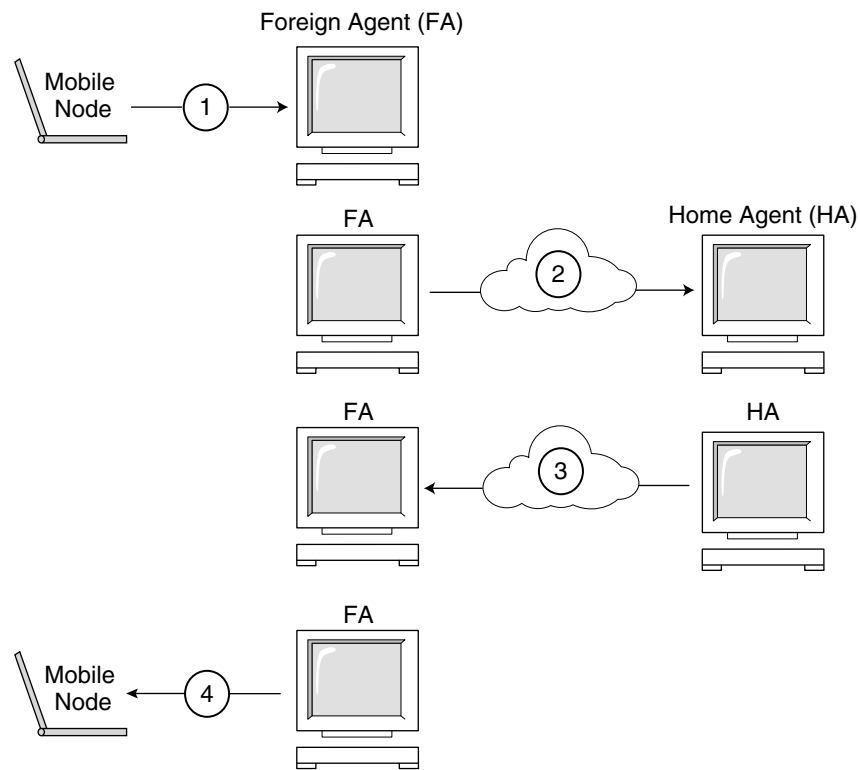 Foreign Agent (FA)
Mobile
Node
1
FA
Home Agent (HA)
2
FA
HA
3
FA
Mobile
Node
4